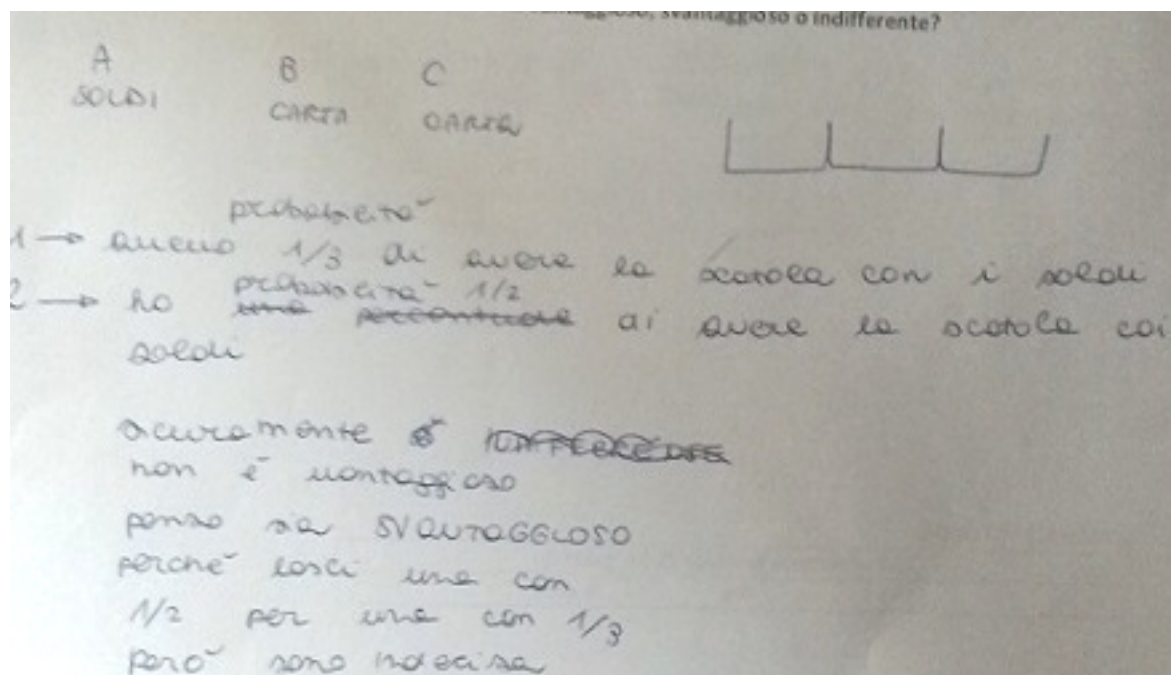 svantaggioso o indifferente?
A B C
SOLDI CARTA CARTA
probabilità
1 → avevo 1/3 di avere la scatola con i soldi
probabilità 1/2
2 → ho una percentuale di avere la scatola con
soldi
sicuramente è
non è vantaggioso
penso sia SVANTAGGIOSO
perché lasci una con
1/2 per una con 1/3
però sono indecisa